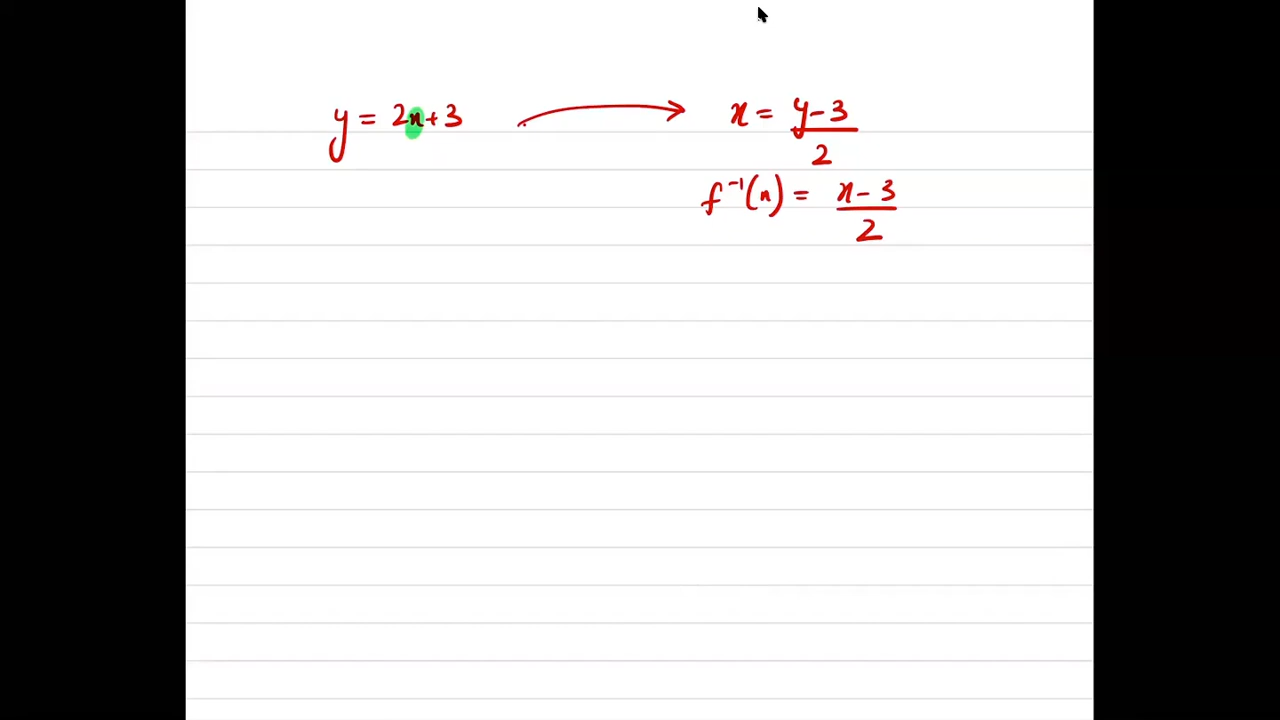 y = 2x+3
x = y-3/2
f⁻¹(x) = x-3/2